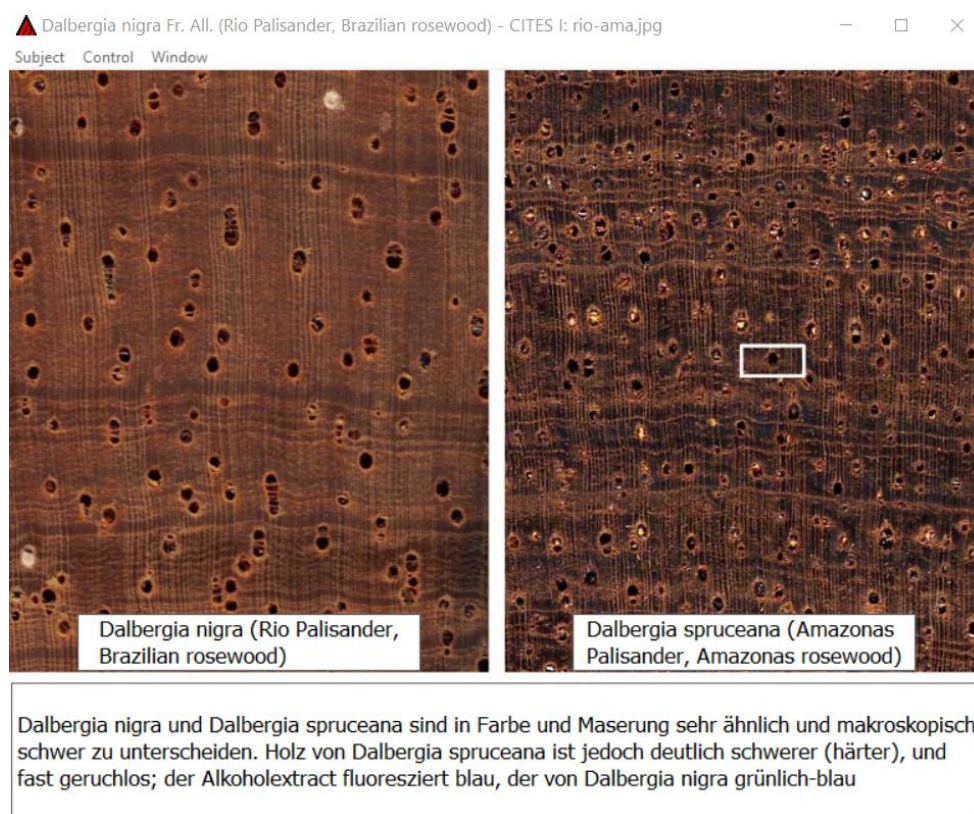 Dalbergia nigra Fr. All. (Rio Palisander, Brazilian rosewood) - CITES I: rio-ama.jpg
Subject Control Window
Dalbergia nigra (Rio Palisander,
Brazilian rosewood)
Dalbergia spruceana (Amazonas
Palisander, Amazonas rosewood)
Dalbergia nigra und Dalbergia spruceana sind in Farbe und Maserung sehr ähnlich und makroskopisch
schwer zu unterscheiden. Holz von Dalbergia spruceana ist jedoch deutlich schwerer (härter), und
fast geruchlos; der Alkoholextract fluoresziert blau, der von Dalbergia nigra grünlich-blau